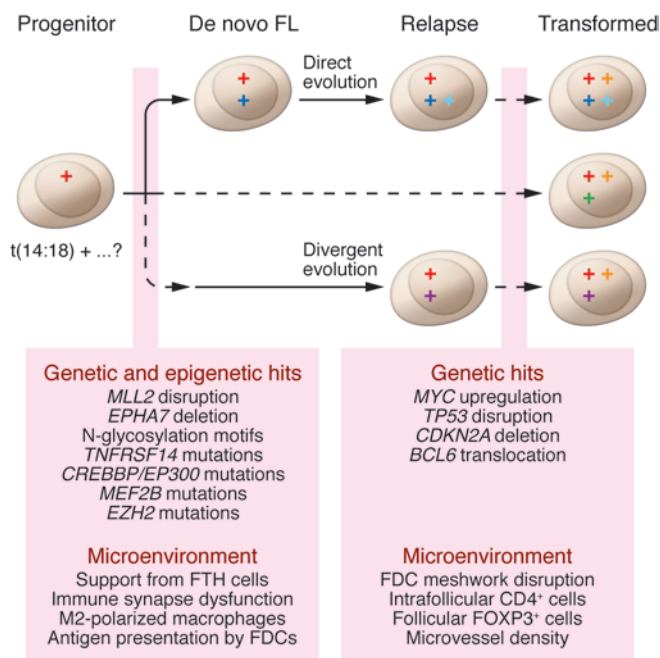 Progenitor De novo FL Relapse Transformed
Direct
evolution
t(14:18) + ...?
Divergent
evolution
Genetic and epigenetic hits
MLL2 disruption
EPHA7 deletion
N-glycosylation motifs
TNFRSF14 mutations
CREBBP/EP300 mutations
MEF2B mutations
EZH2 mutations
Microenvironment
Support from FTH cells
Immune synapse dysfunction
M2-polarized macrophages
Antigen presentation by FDCs
Genetic hits
MYC upregulation
TP53 disruption
CDKN2A deletion
BCL6 translocation
Microenvironment
FDC meshwork disruption
Intrafollicular CD4⁺ cells
Follicular FOXP3⁺ cells
Microvessel density